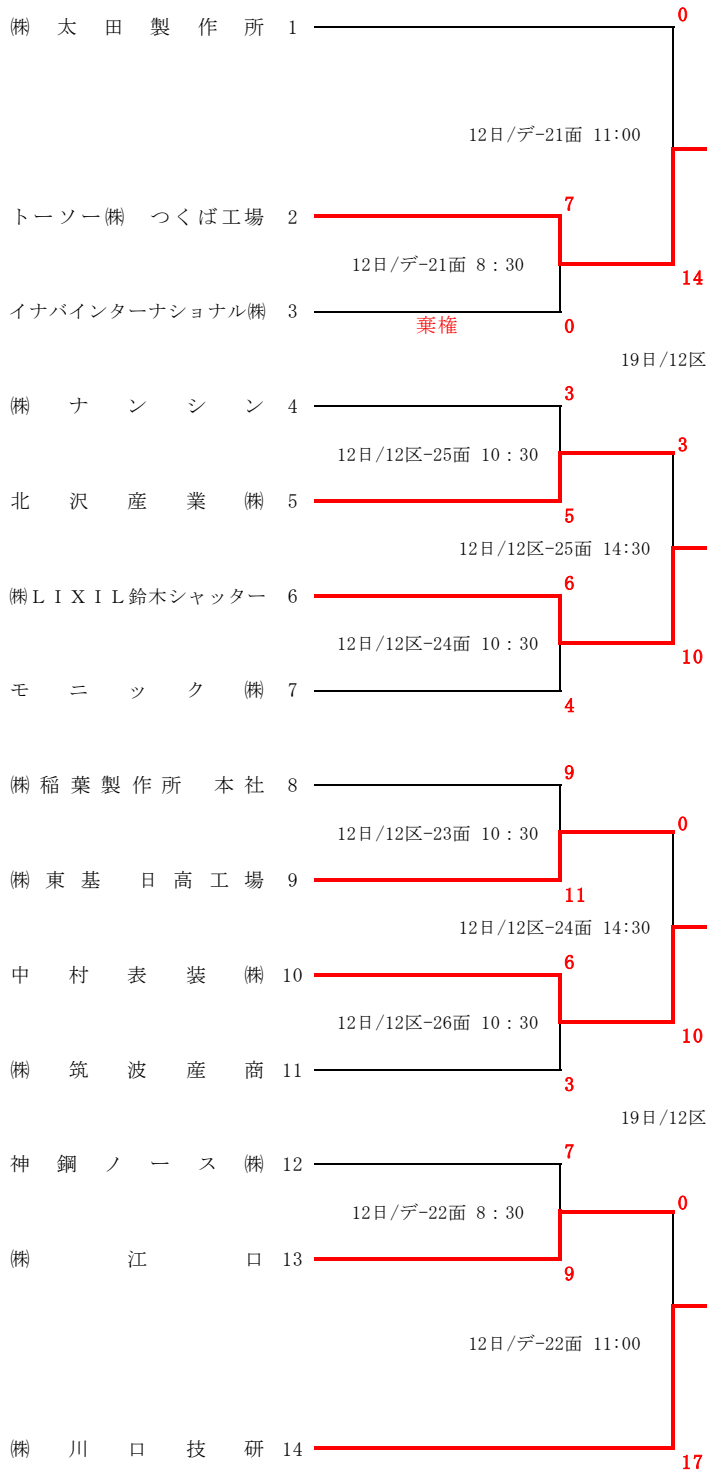 0
㈱太田製作所 1
12日/デ-21面 11:00
7
トーソー㈱ つくば工場 2
12日/デ-21面 8:30
14
イナバインターナショナル㈱ 3
棄権
0
19日/12区
3
㈱ナンシン 4
3
12日/12区-25面 10:30
北沢産業㈱ 5
5
12日/12区-25面 14:30
6
㈱ＬＩＸＩＬ鈴木シャッター 6
12日/12区-24面 10:30
10
モニック㈱ 7
4
9
㈱稲葉製作所 本社 8
0
12日/12区-23面 10:30
㈱東基 日高工場 9
11
12日/12区-24面 14:30
6
中村表装㈱ 10
12日/12区-26面 10:30
10
㈱筑波産商 11
3
19日/12区
7
神鋼ノース㈱ 12
0
12日/デ-22面 8:30
㈱江口 13
9
12日/デ-22面 11:00
㈱川口技研 14
17